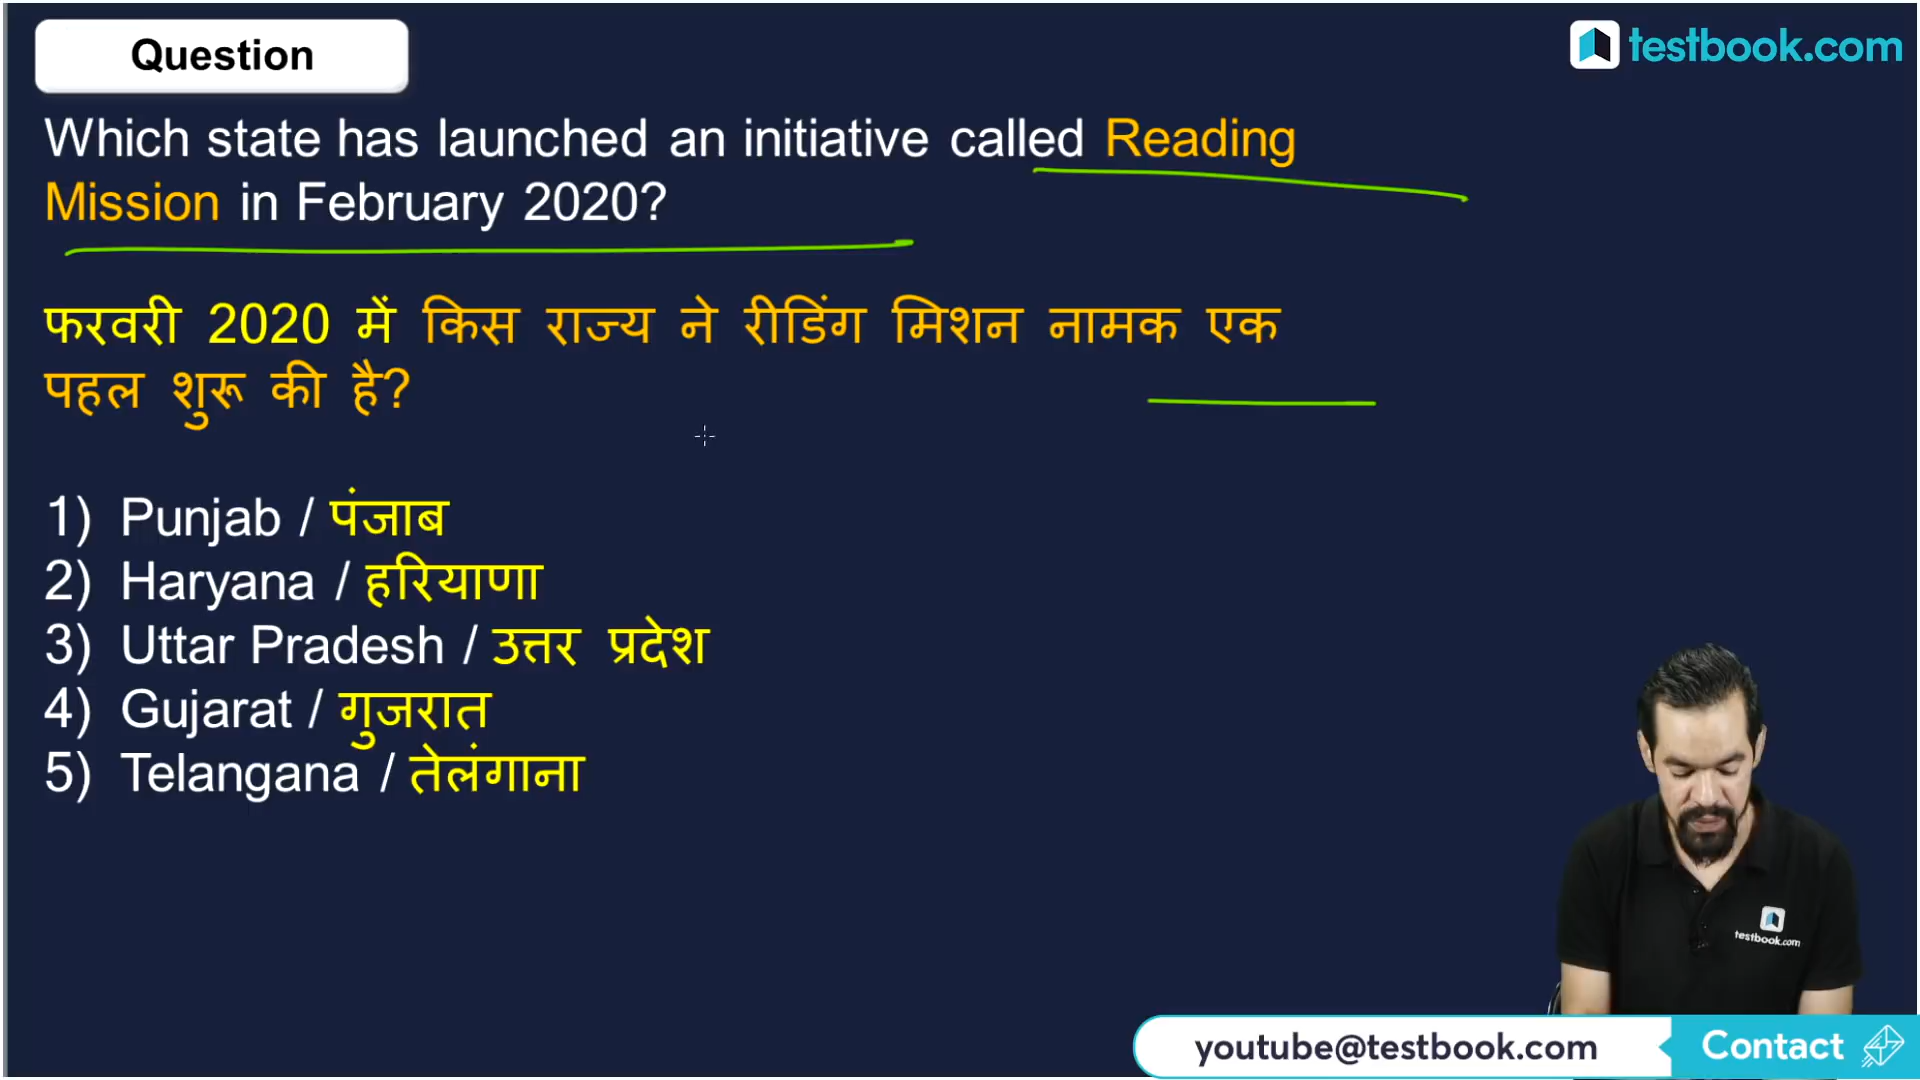 Question
testbook.com
Which state has launched an initiative called Reading
Mission in February 2020?
फरवरी 2020 में किस राज्य ने रीडिंग मिशन नामक एक
पहल शुरू की है?
1) Punjab / पंजाब
2) Haryana / हरियाणा
3) Uttar Pradesh / उत्तर प्रदेश
4) Gujarat / गुजरात
5) Telangana / तेलंगाना
testbook.com
youtube@testbook.com
Contact